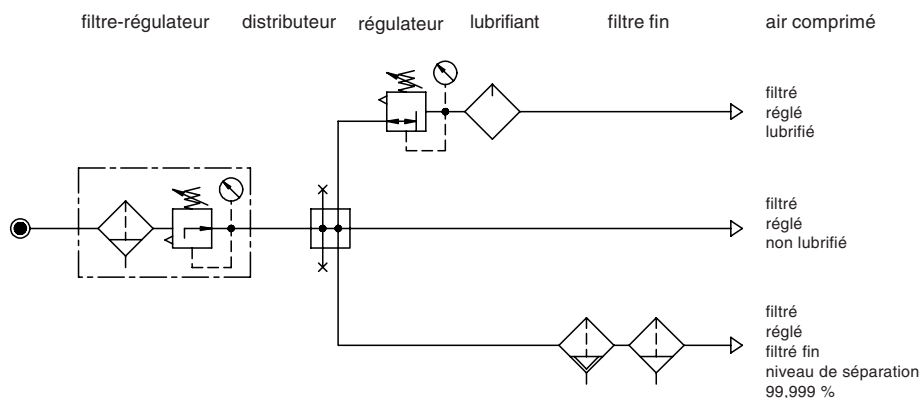 filtre-régulateur
distributeur
régulateur
lubrifiant
filtre fin
air comprimé
filtré
réglé
lubrifié
filtré
réglé
non lubrifié
filtré
réglé
filtré fin
niveau de séparation
99,999 %